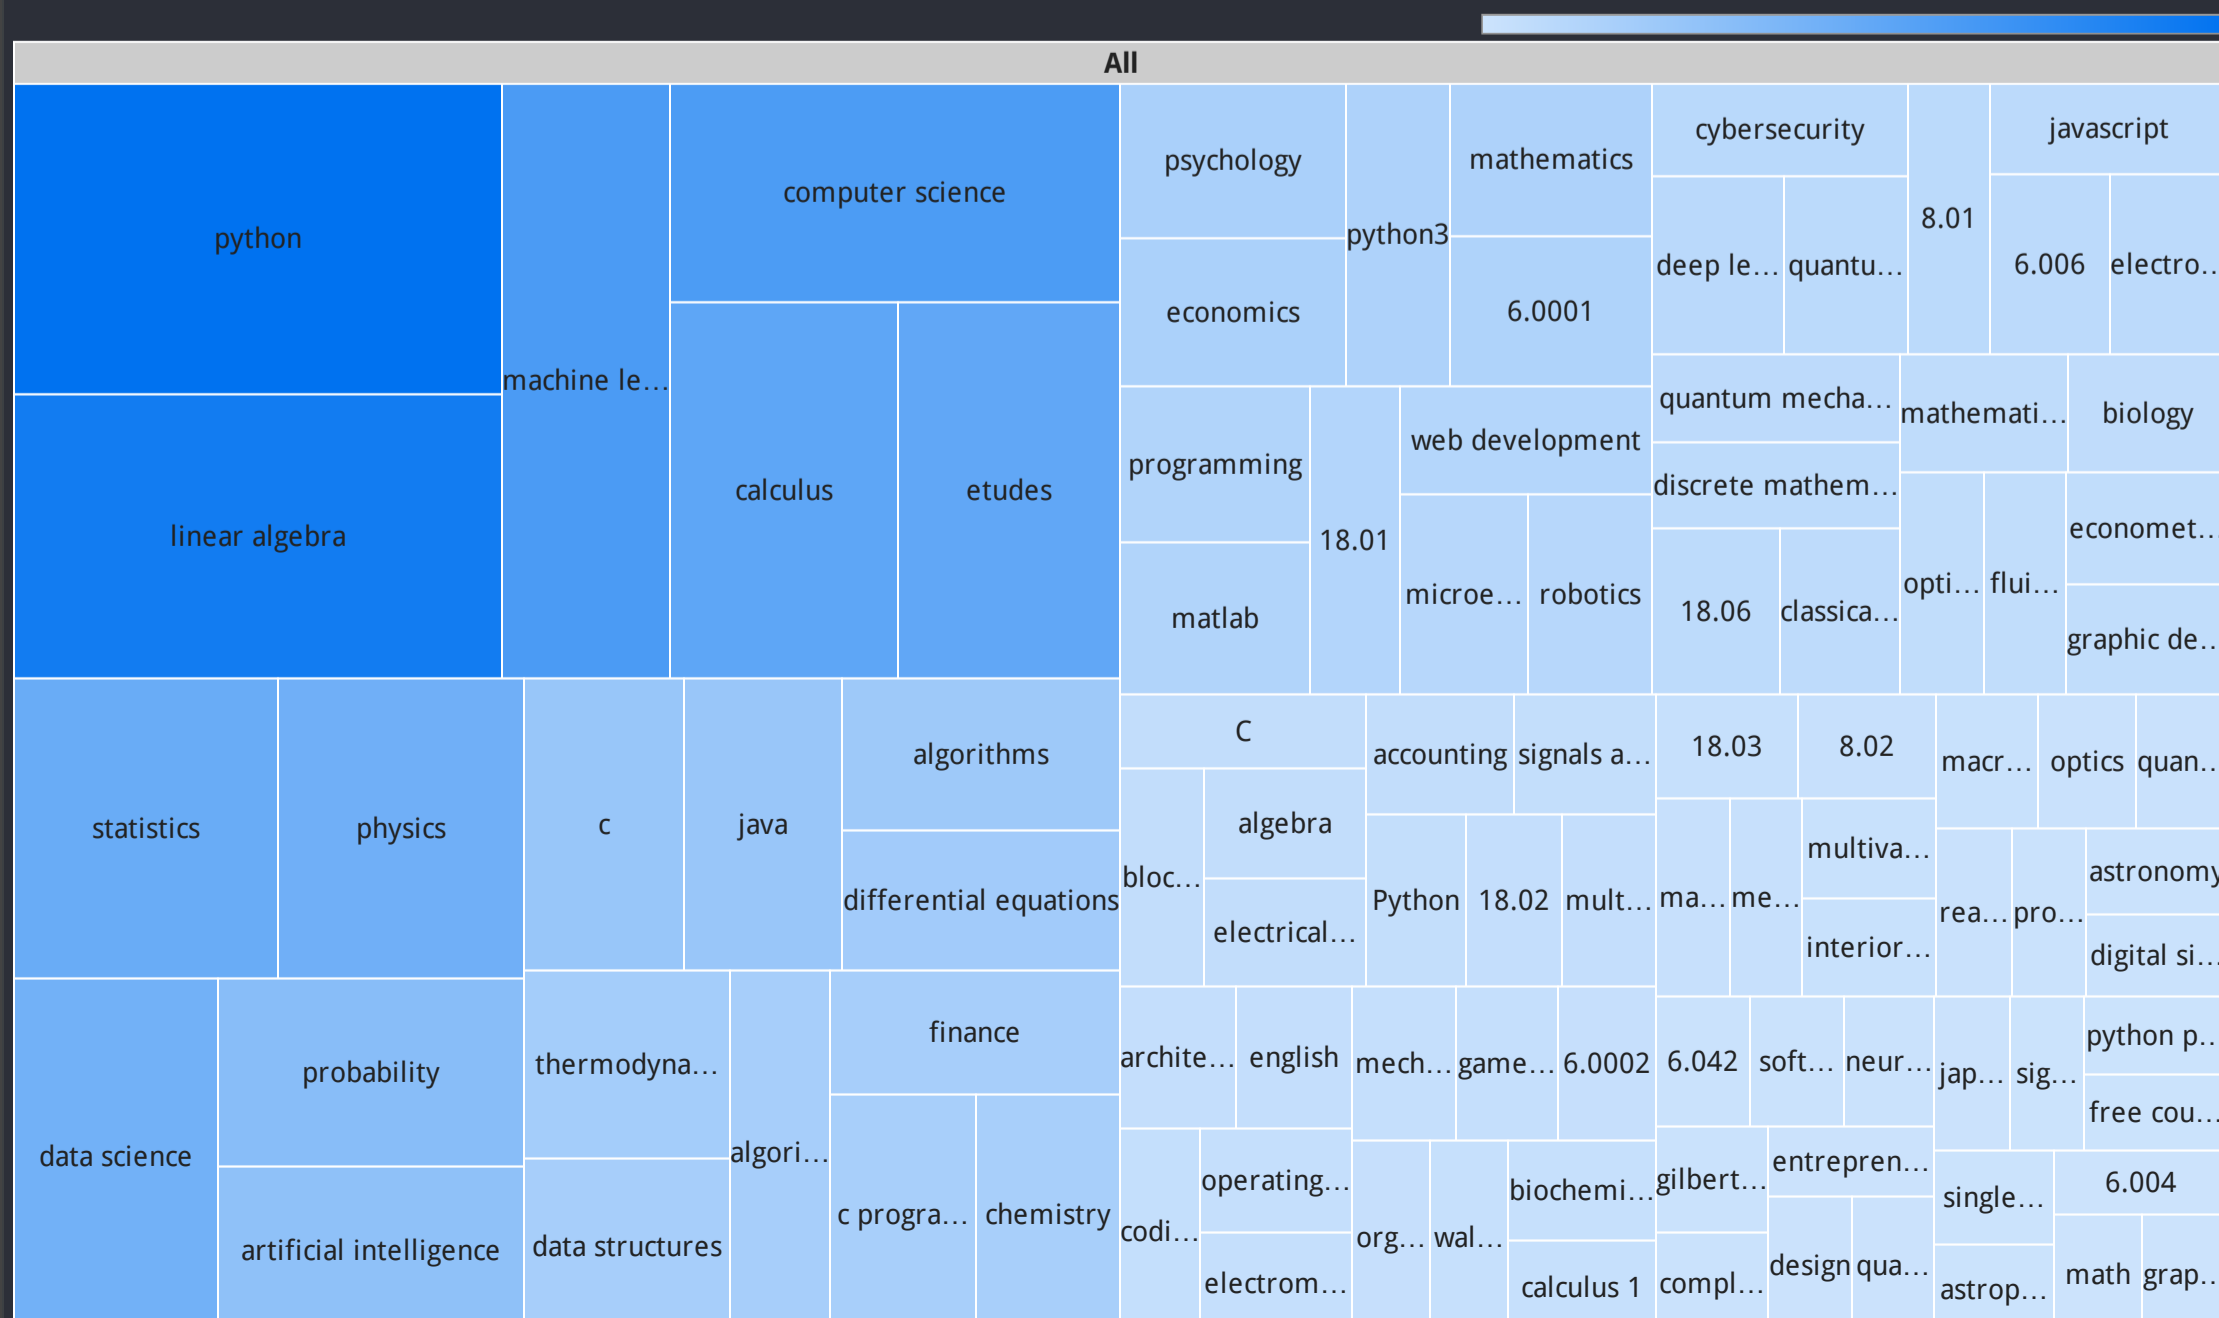 All
python
linear algebra
machine le...
computer science
calculus
etudes
statistics
physics
data science
probability
artificial intelligence
c
java
algorithms
differential equations
thermodyna...
data structures
algori...
finance
c progra...
chemistry
psychology
economics
python3
mathematics
6.0001
programming
matlab
18.01
web development
microe...
robotics
cybersecurity
deep le...
quantu...
8.01
javascript
6.006
electro...
quantum mecha...
discrete mathem...
18.06
classica...
mathemati...
biology
opti...
flui...
economet...
graphic de...
C
bloc...
algebra
electrical...
accounting
signals a...
Python
18.02
mult...
archite...
english
codi...
operating...
electrom...
mech...
game...
6.0002
org...
wal...
biochemi...
calculus 1
18.03
8.02
ma...
me...
multiva...
interior...
macr...
optics
quan...
rea...
pro...
astronomy
digital si...
6.042
soft...
neur...
gilbert...
compl...
entrepren...
design
qua...
jap...
sig...
python p...
free cou...
single...
astrop...
6.004
math
grap...